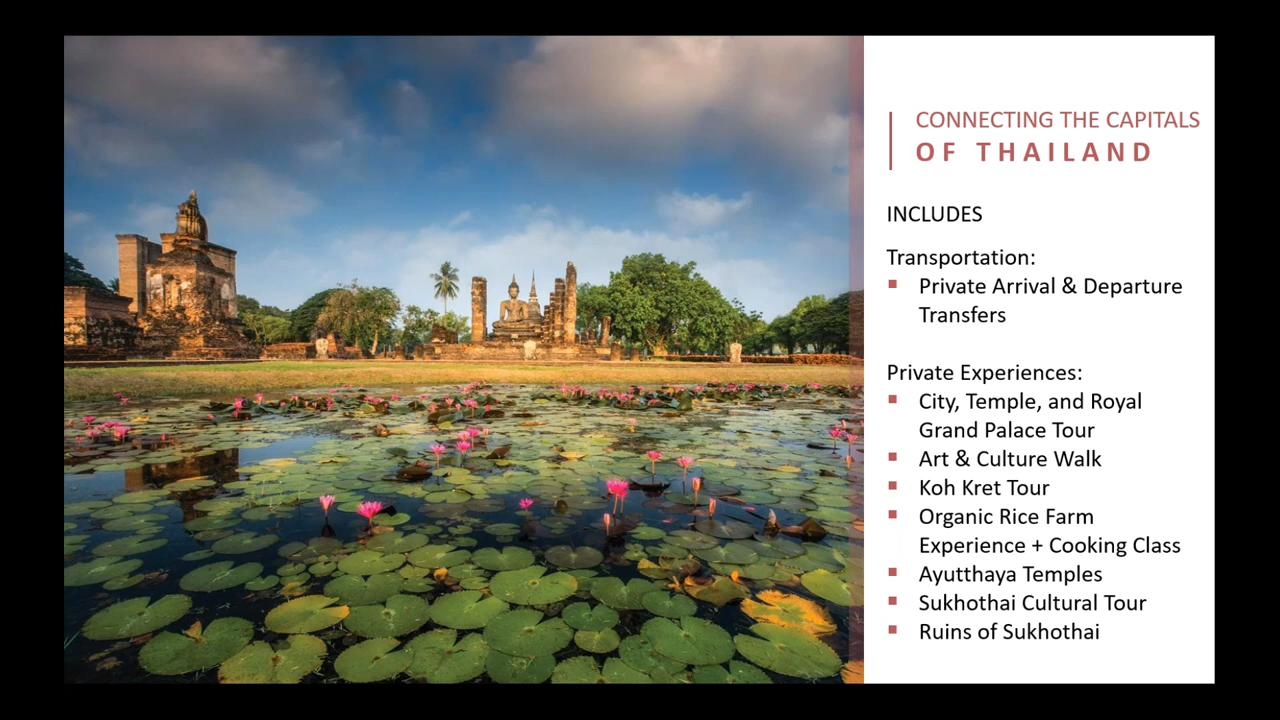 CONNECTING THE CAPITALS
OF THAILAND
INCLUDES
Transportation:
▪ Private Arrival & Departure
Transfers
Private Experiences:
▪ City, Temple, and Royal
Grand Palace Tour
▪ Art & Culture Walk
▪ Koh Kret Tour
▪ Organic Rice Farm
Experience + Cooking Class
▪ Ayutthaya Temples
▪ Sukhothai Cultural Tour
▪ Ruins of Sukhothai